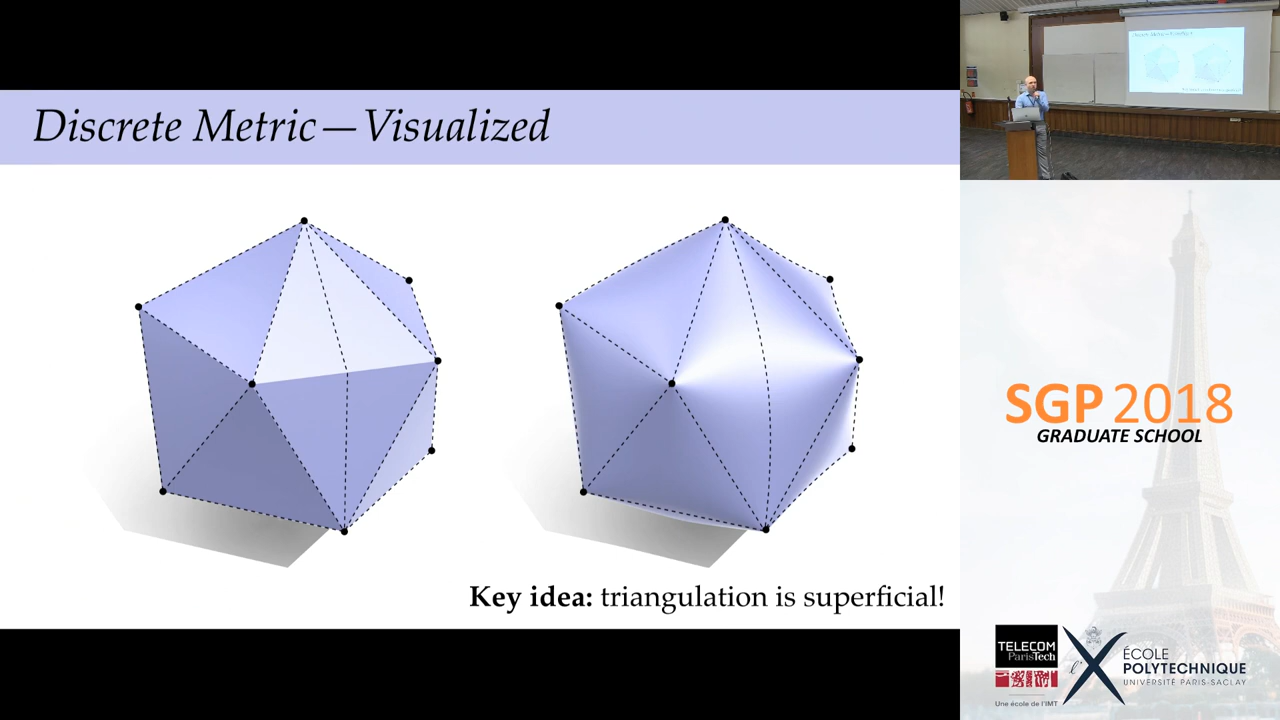 Discrete Metric – Visualized
Key idea: triangulation is superficial!
SGP 2018
GRADUATE SCHOOL
TELECOM
ParisTech
Une école de l'IMT
l'X
ÉCOLE
POLYTECHNIQUE
UNIVERSITÉ PARIS-SACLAY